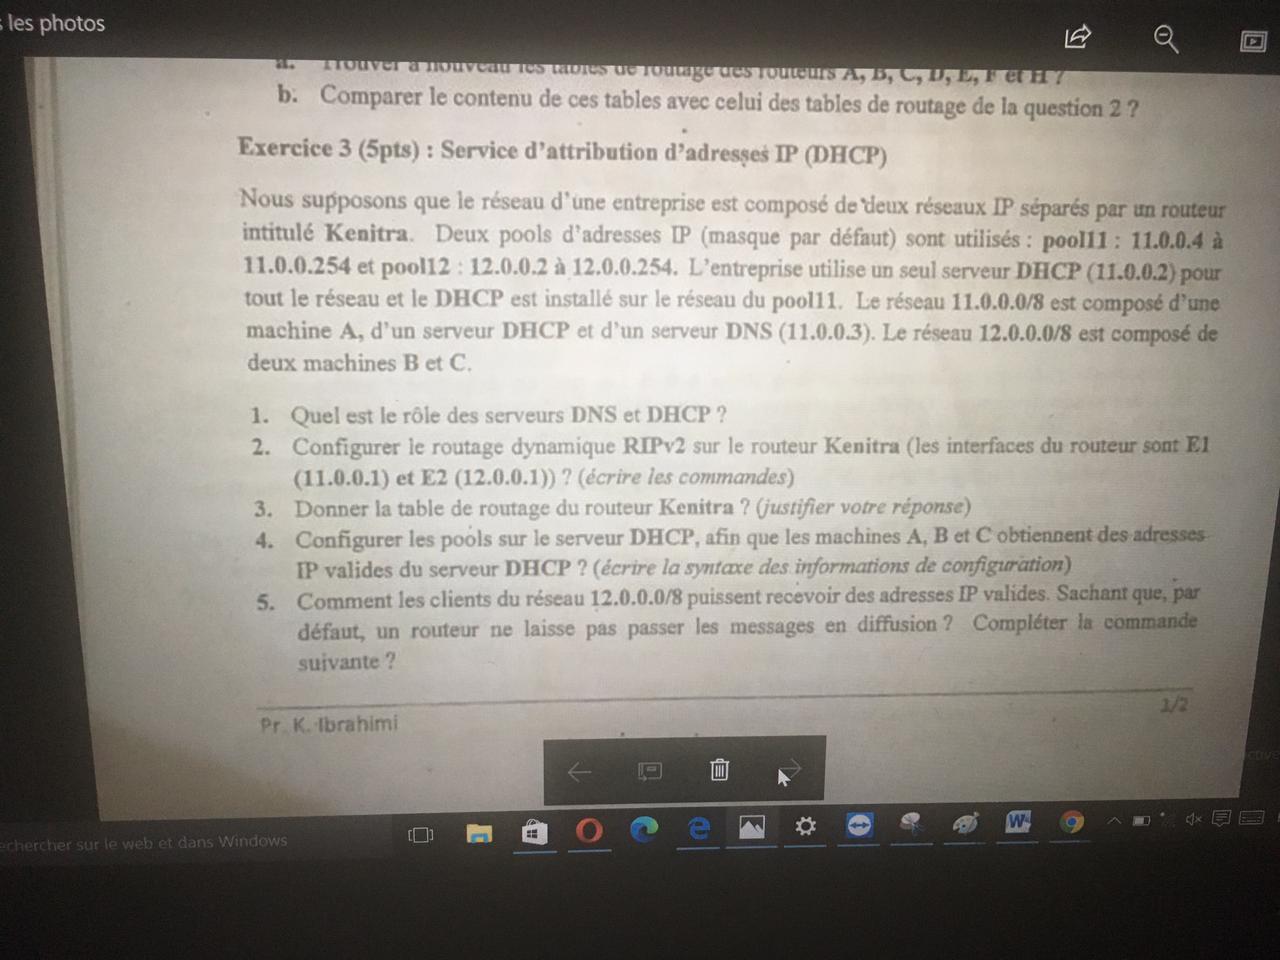 les photos
a. Trouver à nouveau les tables de routage des routeurs A, B, C, D, E, F et H ?
b. Comparer le contenu de ces tables avec celui des tables de routage de la question 2 ?
Exercice 3 (5pts) : Service d'attribution d'adresses IP (DHCP)
Nous supposons que le réseau d'une entreprise est composé de deux réseaux IP séparés par un routeur
intitulé Kenitra. Deux pools d'adresses IP (masque par défaut) sont utilisés : pool11 : 11.0.0.4 à
11.0.0.254 et pool12 : 12.0.0.2 à 12.0.0.254. L'entreprise utilise un seul serveur DHCP (11.0.0.2) pour
tout le réseau et le DHCP est installé sur le réseau du pool11. Le réseau 11.0.0.0/8 est composé d'une
machine A, d'un serveur DHCP et d'un serveur DNS (11.0.0.3). Le réseau 12.0.0.0/8 est composé de
deux machines B et C.
1. Quel est le rôle des serveurs DNS et DHCP ?
2. Configurer le routage dynamique RIPv2 sur le routeur Kenitra (les interfaces du routeur sont E1
(11.0.0.1) et E2 (12.0.0.1)) ? (écrire les commandes)
3. Donner la table de routage du routeur Kenitra ? (justifier votre réponse)
4. Configurer les pools sur le serveur DHCP, afin que les machines A, B et C obtiennent des adresses
IP valides du serveur DHCP ? (écrire la syntaxe des informations de configuration)
5. Comment les clients du réseau 12.0.0.0/8 puissent recevoir des adresses IP valides. Sachant que, par
défaut, un routeur ne laisse pas passer les messages en diffusion ? Compléter la commande
suivante ?
Pr. K. Ibrahimi
1/2
echercher sur le web et dans Windows